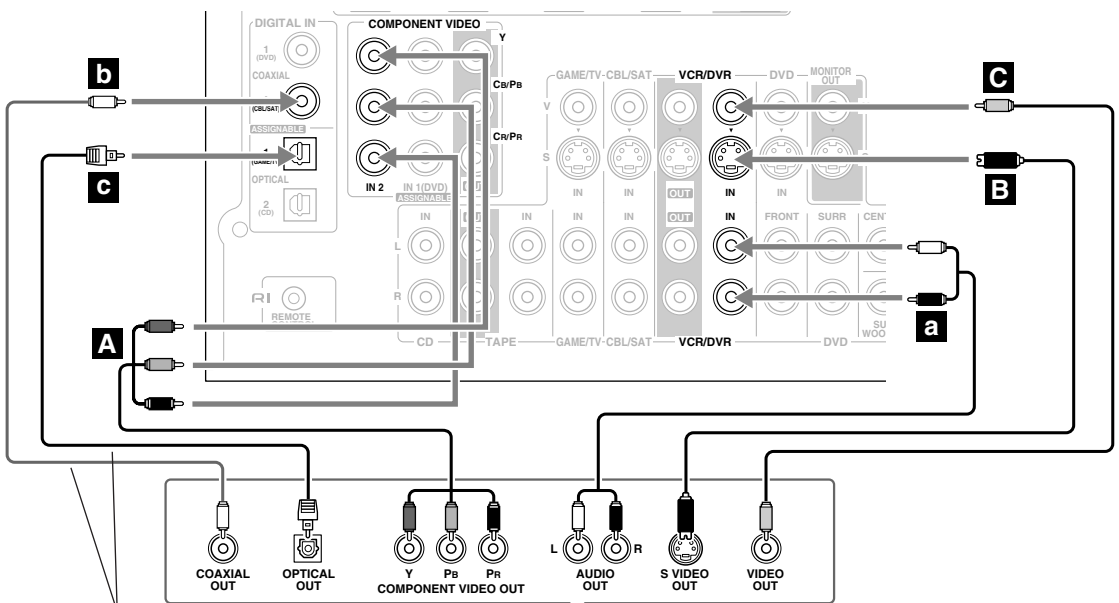 DIGITAL IN
1
(DVD)
COAXIAL
(CBL/SAT)
ASSIGNABLE
1
OPTICAL
2
(CD)
COMPONENT VIDEO
Y
CB/PB
CR/PR
IN 2
IN 1(DVD)
ASSIGNABLE
OUT
GAME/TV
CBL/SAT
VCR/DVR
DVD
MONITOR
OUT
V
S
S
IN
IN
OUT
IN
IN
IN
OUT
IN
IN
IN
OUT
IN
FRONT
SURR
L
R
RI
REMOTE
CONTROL
CD
TAPE
GAME/TV
CBL/SAT
VCR/DVR
DVD
b
c
A
C
B
a
COAXIAL
OUT
OPTICAL
OUT
Y
PB
PR
COMPONENT VIDEO OUT
L
R
AUDIO
OUT
S VIDEO
OUT
VIDEO
OUT